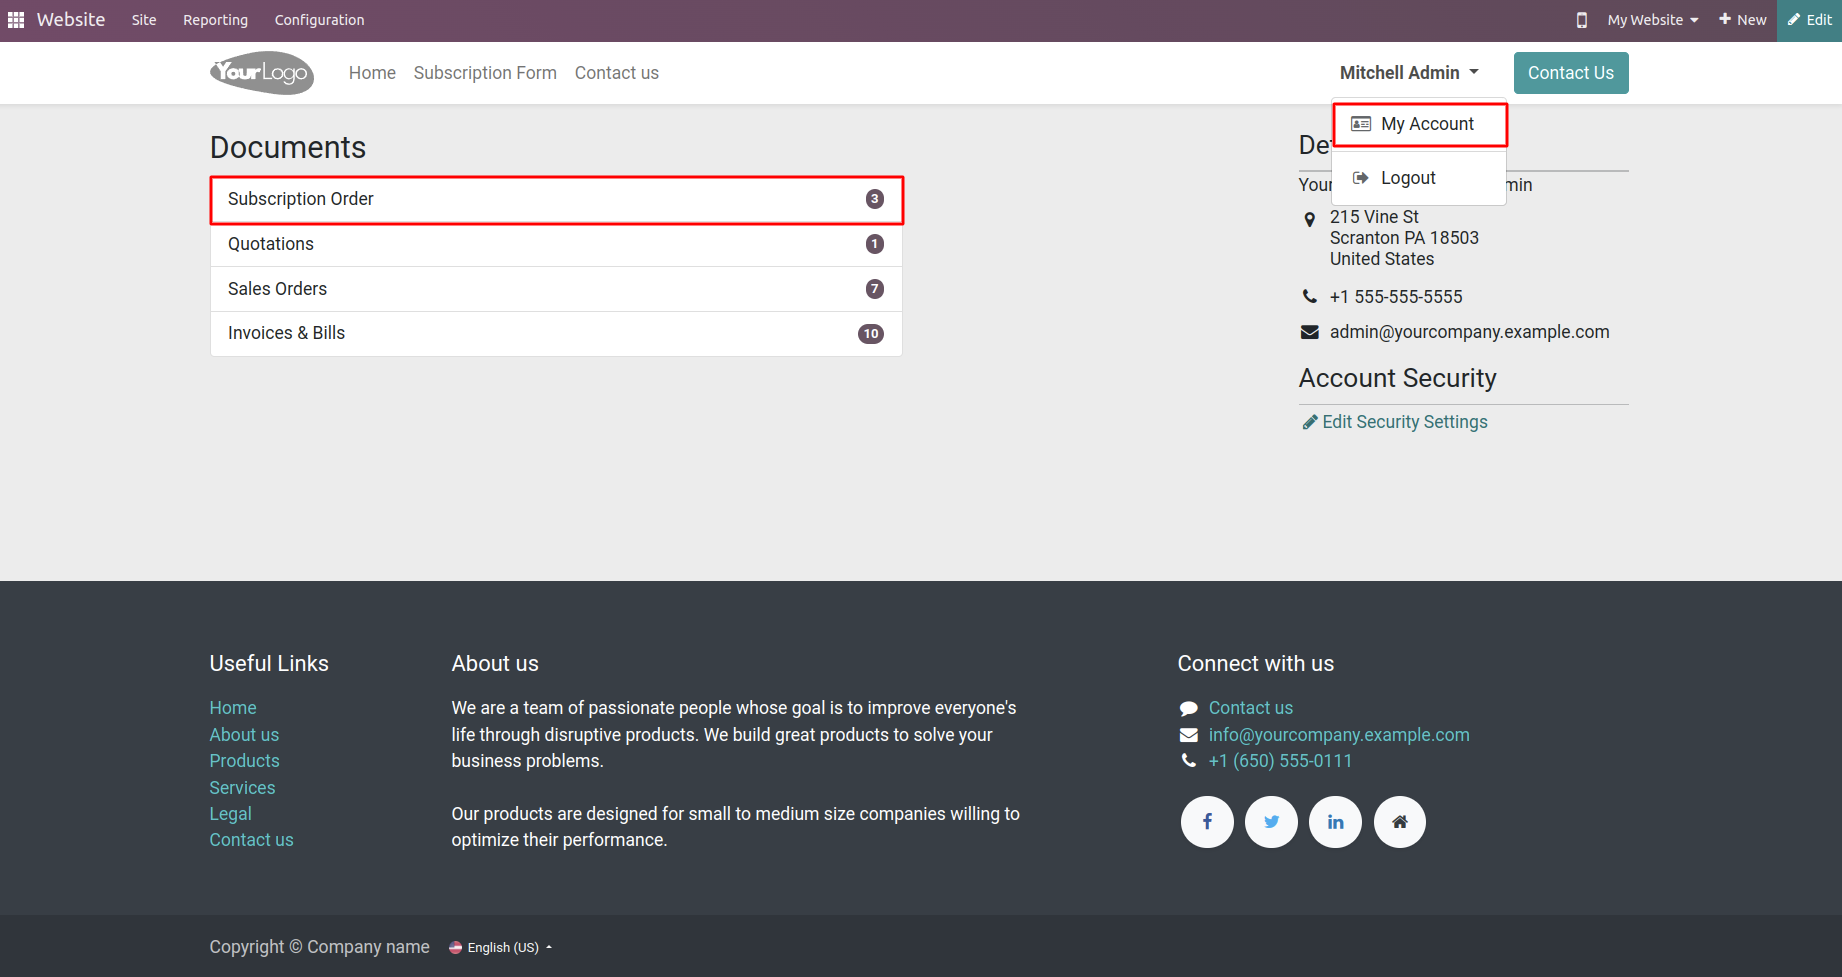 Website Site Reporting Configuration My Website New Edit
YourLogo Home Subscription Form Contact us Mitchell Admin Contact Us
My Account
Logout
Documents
Subscription Order 3
Quotations 1
Sales Orders 7
Invoices & Bills 10
De
Your min
215 Vine St
Scranton PA 18503
United States
+1 555-555-5555
admin@yourcompany.example.com
Account Security
Edit Security Settings
Useful Links
Home
About us
Products
Services
Legal
Contact us
About us
We are a team of passionate people whose goal is to improve everyone's
life through disruptive products. We build great products to solve your
business problems.
Our products are designed for small to medium size companies willing to
optimize their performance.
Connect with us
Contact us
info@yourcompany.example.com
+1 (650) 555-0111
Copyright © Company name English (US)